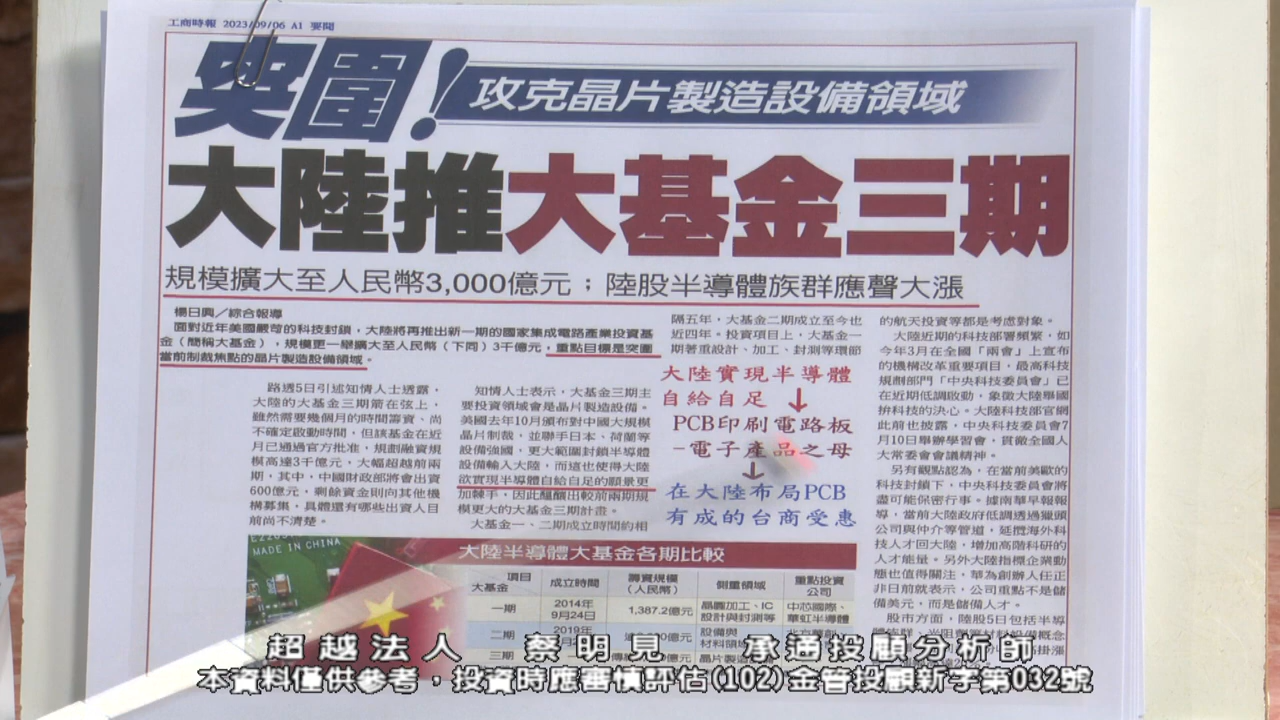 工商時報 2023/09/06 A1 要聞
突圍！攻克晶片製造設備領域
大陸推大基金三期
規模擴大至人民幣3,000億元；陸股半導體族群應聲大漲
楊日興／綜合報導
面對近年美國嚴苛的科技封鎖，大陸將再推出新一期的國家集成電路產業投資基
金（簡稱大基金），規模更一舉擴大至人民幣（下同）3千億元，重點目標是突圍
當前制裁焦點的晶片製造設備領域。
路透5日引述知情人士透露，
大陸的大基金三期箭在弦上，
雖然需要幾個月的時間籌資、尚
不確定啟動時間，但該基金在近
月已通過官方批准，規劃融資規
模高達3千億元，大幅超越前兩
期，其中，中國財政部將會出資
600億元，剩餘資金則向其他機
構募集，具體還有哪些出資人目
前尚不清楚。
知情人士表示，大基金三期主
要投資領域會是晶片製造設備。
美國去年10月頒布對中國大規模
晶片制裁，並聯手日本、荷蘭等
設備強國，更大範圍封鎖半導體
設備輸入大陸，而這也使得大陸
欲實現半導體自給自足的願景更
加棘手，因此醞釀出較前兩期規
模更大的大基金三期計畫。
大基金一、二期成立時間約相
隔五年，大基金二期成立至今也
近四年。投資項目上，大基金一
期著重設計、加工、封測等環節
大陸實現半導體
自給自足 ↓
PCB印刷電路板
-電子產品之母
↓
在大陸布局PCB
有成的台商受惠
的航天投資等都是考慮對象。
大陸近期的科技部署頻繁，如
今年3月在全國「兩會」上宣布
的機構改革重要項目，最高科技
規劃部門「中央科技委員會」已
在近期低調啟動，象徵大陸舉國
拚科技的決心。大陸科技部官網
此前也披露，中央科技委員會7
月10日舉辦學習會，貫徹全國人
大常委會會議精神。
另有觀點認為，在當前美歐的
科技封鎖下，中央科技委員會將
盡可能保密行事。據南華早報報
導，當前大陸政府低調透過獵頭
公司與仲介等管道，延攬海外科
技人才回大陸，增加高階科研的
人才能量。另外大陸指標企業動
態也值得關注，華為創辦人任正
非日前就表示，公司重點不是儲
備美元，而是儲備人才。
股市方面，陸股5日包括半導
MADE IN CHINA
大陸半導體大基金各期比較
項目 大基金 成立時間 籌資規模（人民幣） 側重領域 重點投資公司
一期 2014年9月24日 1,387.2億元 晶圓加工、IC設計與封測等 中芯國際、華虹半導體
二期 2019年 設備與
三期
超越法人 蔡明見 承通投顧分析師
本資料僅供參考，投資時應審慎評估(102)金管投顧新字第032號